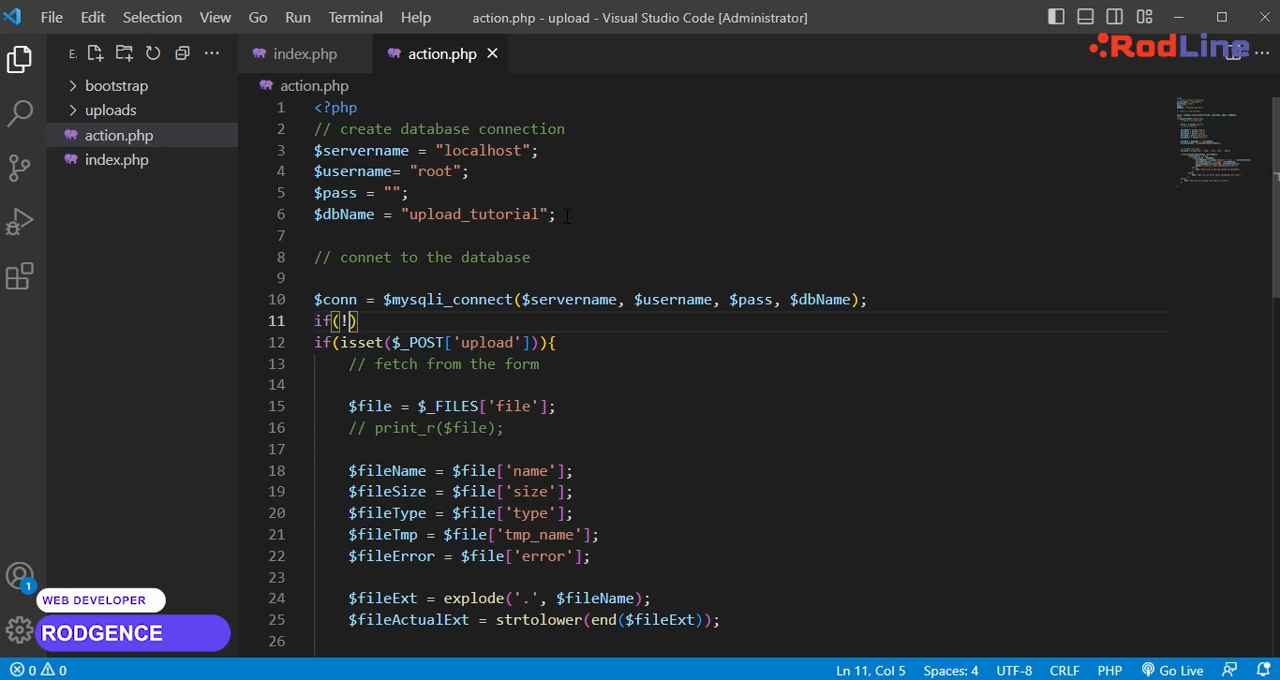 File Edit Selection View Go Run Terminal Help action.php - upload - Visual Studio Code [Administrator]
E.
index.php
action.php
RodLine
bootstrap
uploads
action.php
index.php
action.php
1 <?php
2 // create database connection
3 $servername = "localhost";
4 $username= "root";
5 $pass = "";
6 $dbName = "upload_tutorial";
7
8 // connet to the database
9
10 $conn = $mysqli_connect($servername, $username, $pass, $dbName);
11 if(!)
12 if(isset($_POST['upload'])){
13 // fetch from the form
14
15 $file = $_FILES['file'];
16 // print_r($file);
17
18 $fileName = $file['name'];
19 $fileSize = $file['size'];
20 $fileType = $file['type'];
21 $fileTmp = $file['tmp_name'];
22 $fileError = $file['error'];
23
24 $fileExt = explode('.', $fileName);
25 $fileActualExt = strtolower(end($fileExt));
26
1
WEB DEVELOPER
RODGENCE
0 0 Ln 11, Col 5 Spaces: 4 UTF-8 CRLF PHP Go Live